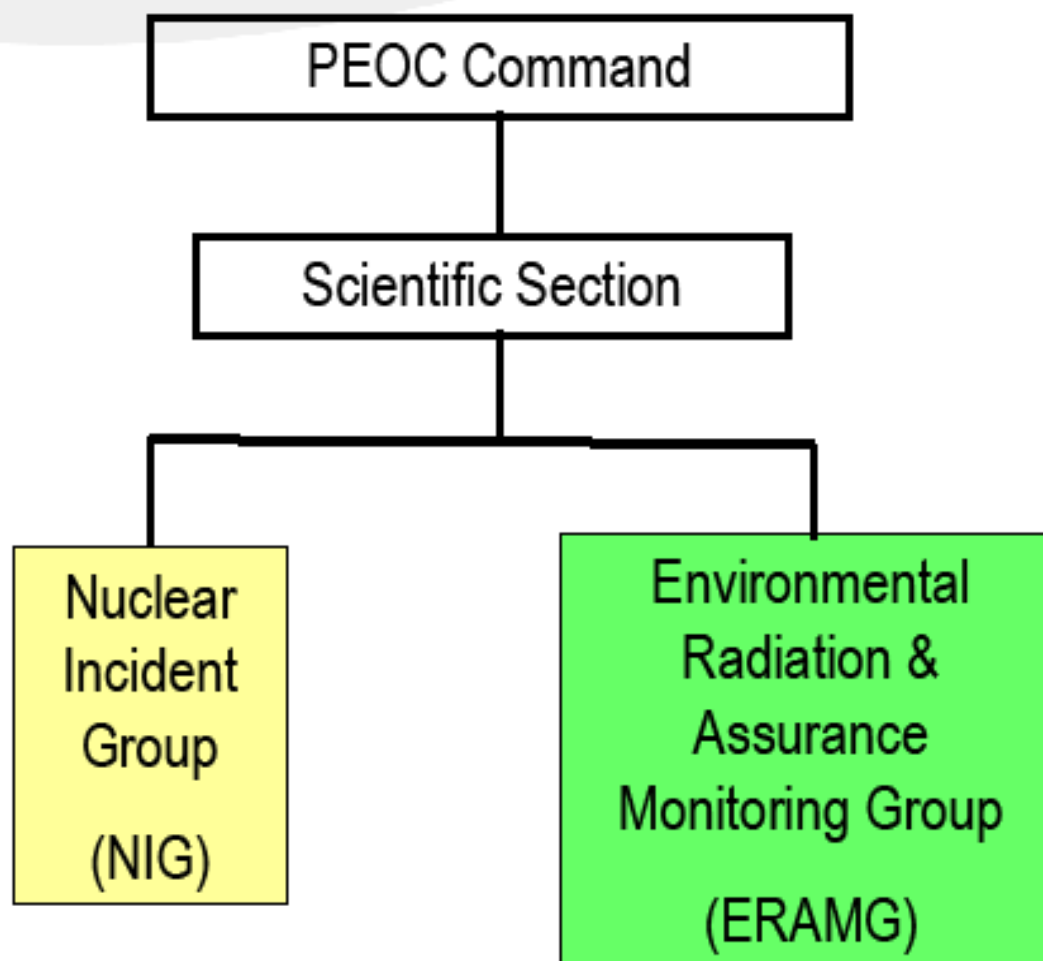 PEOC Command
Scientific Section
Nuclear
Incident
Group
(NIG)
Environmental
Radiation &
Assurance
Monitoring Group
(ERAMG)